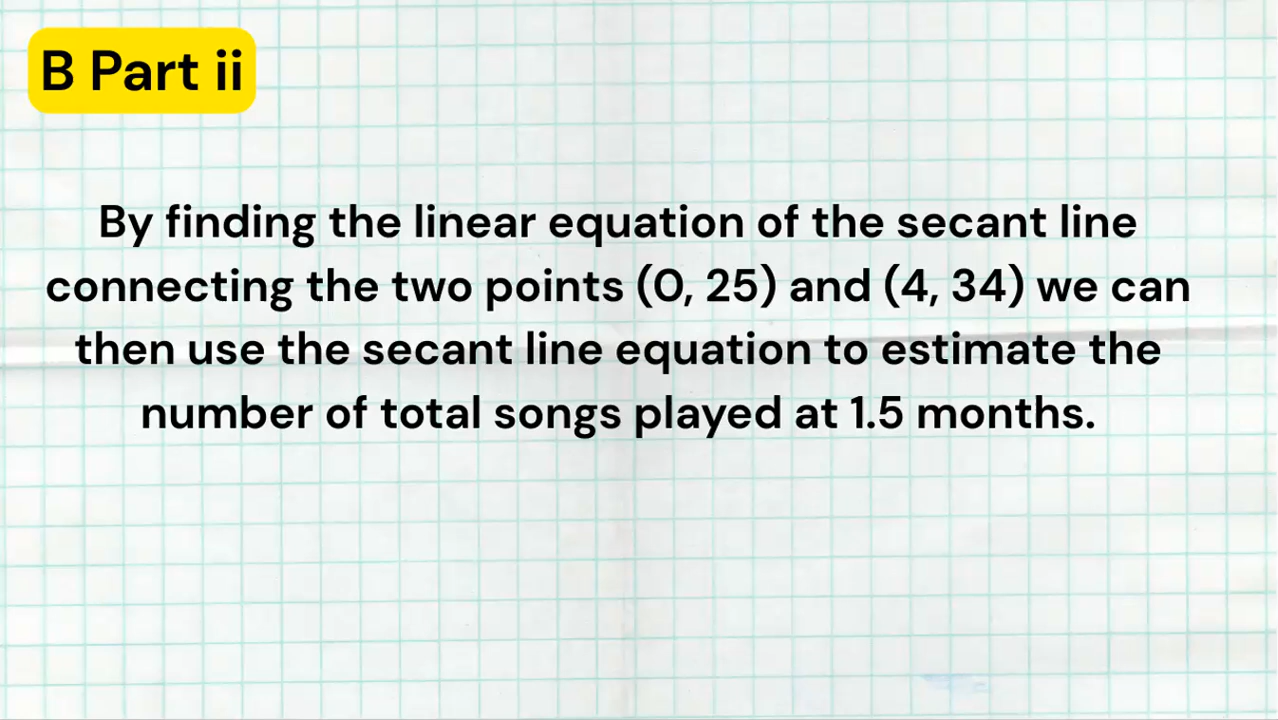 B Part ii
By finding the linear equation of the secant line
connecting the two points (0, 25) and (4, 34) we can
then use the secant line equation to estimate the
number of total songs played at 1.5 months.